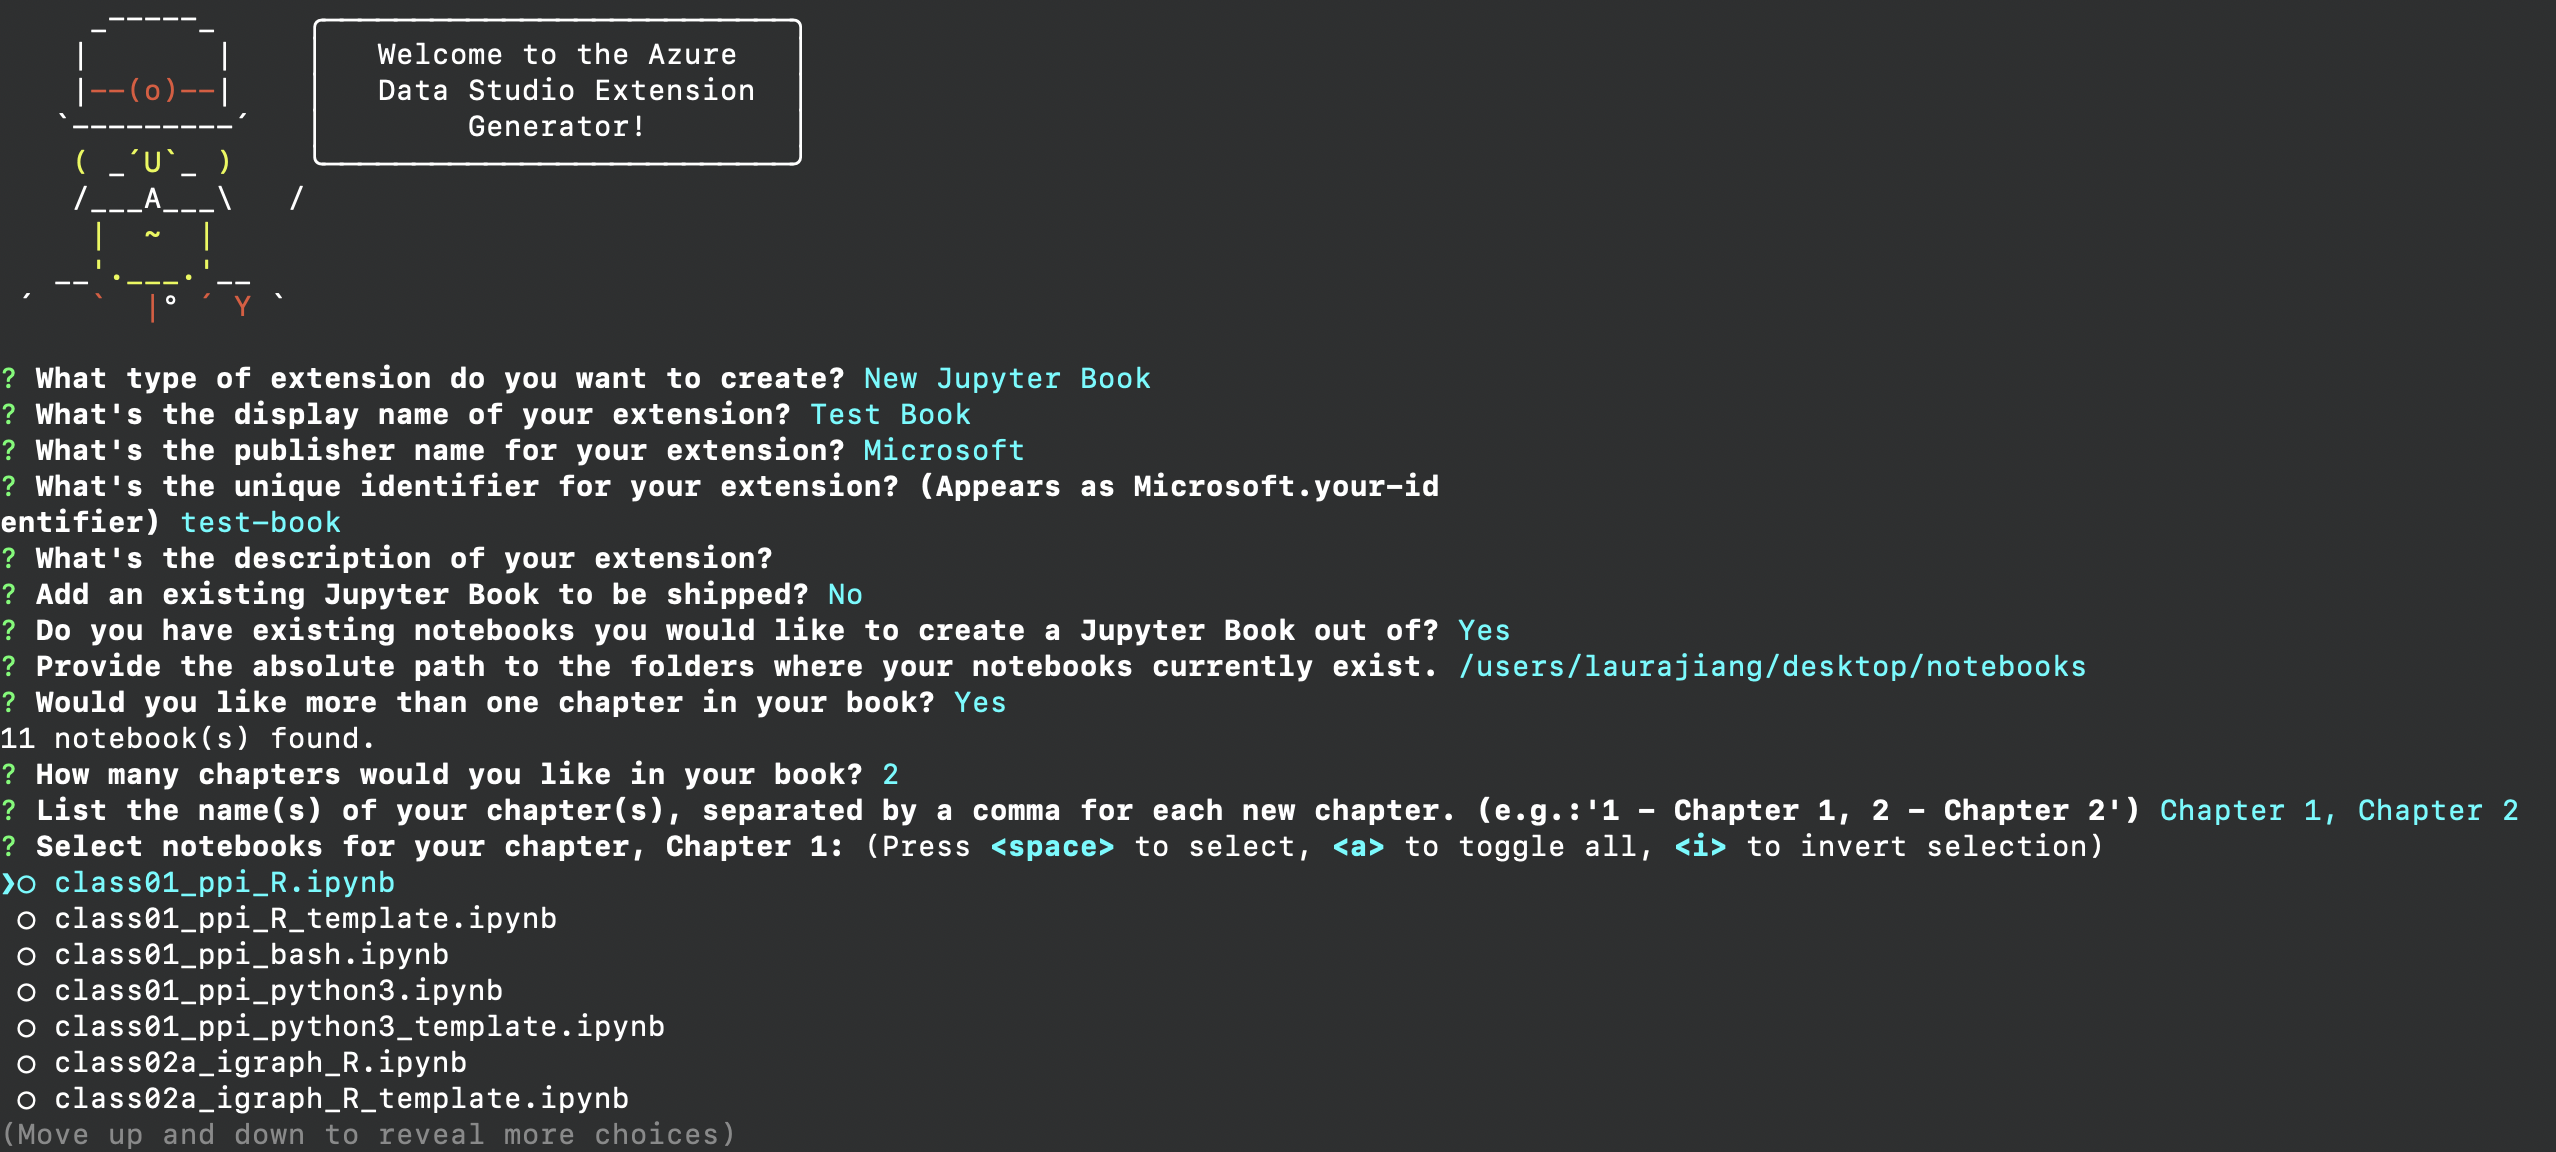 Welcome to the Azure
Data Studio Extension
Generator!
? What type of extension do you want to create? New Jupyter Book
? What's the display name of your extension? Test Book
? What's the publisher name for your extension? Microsoft
? What's the unique identifier for your extension? (Appears as Microsoft.your-id
entifier) test-book
? What's the description of your extension?
? Add an existing Jupyter Book to be shipped? No
? Do you have existing notebooks you would like to create a Jupyter Book out of? Yes
? Provide the absolute path to the folders where your notebooks currently exist. /users/laurajiang/desktop/notebooks
? Would you like more than one chapter in your book? Yes
11 notebook(s) found.
? How many chapters would you like in your book? 2
? List the name(s) of your chapter(s), separated by a comma for each new chapter. (e.g.:'1 - Chapter 1, 2 - Chapter 2') Chapter 1, Chapter 2
? Select notebooks for your chapter, Chapter 1: (Press <space> to select, <a> to toggle all, <i> to invert selection)
❯◯ class01_ppi_R.ipynb
◯ class01_ppi_R_template.ipynb
◯ class01_ppi_bash.ipynb
◯ class01_ppi_python3.ipynb
◯ class01_ppi_python3_template.ipynb
◯ class02a_igraph_R.ipynb
◯ class02a_igraph_R_template.ipynb
(Move up and down to reveal more choices)